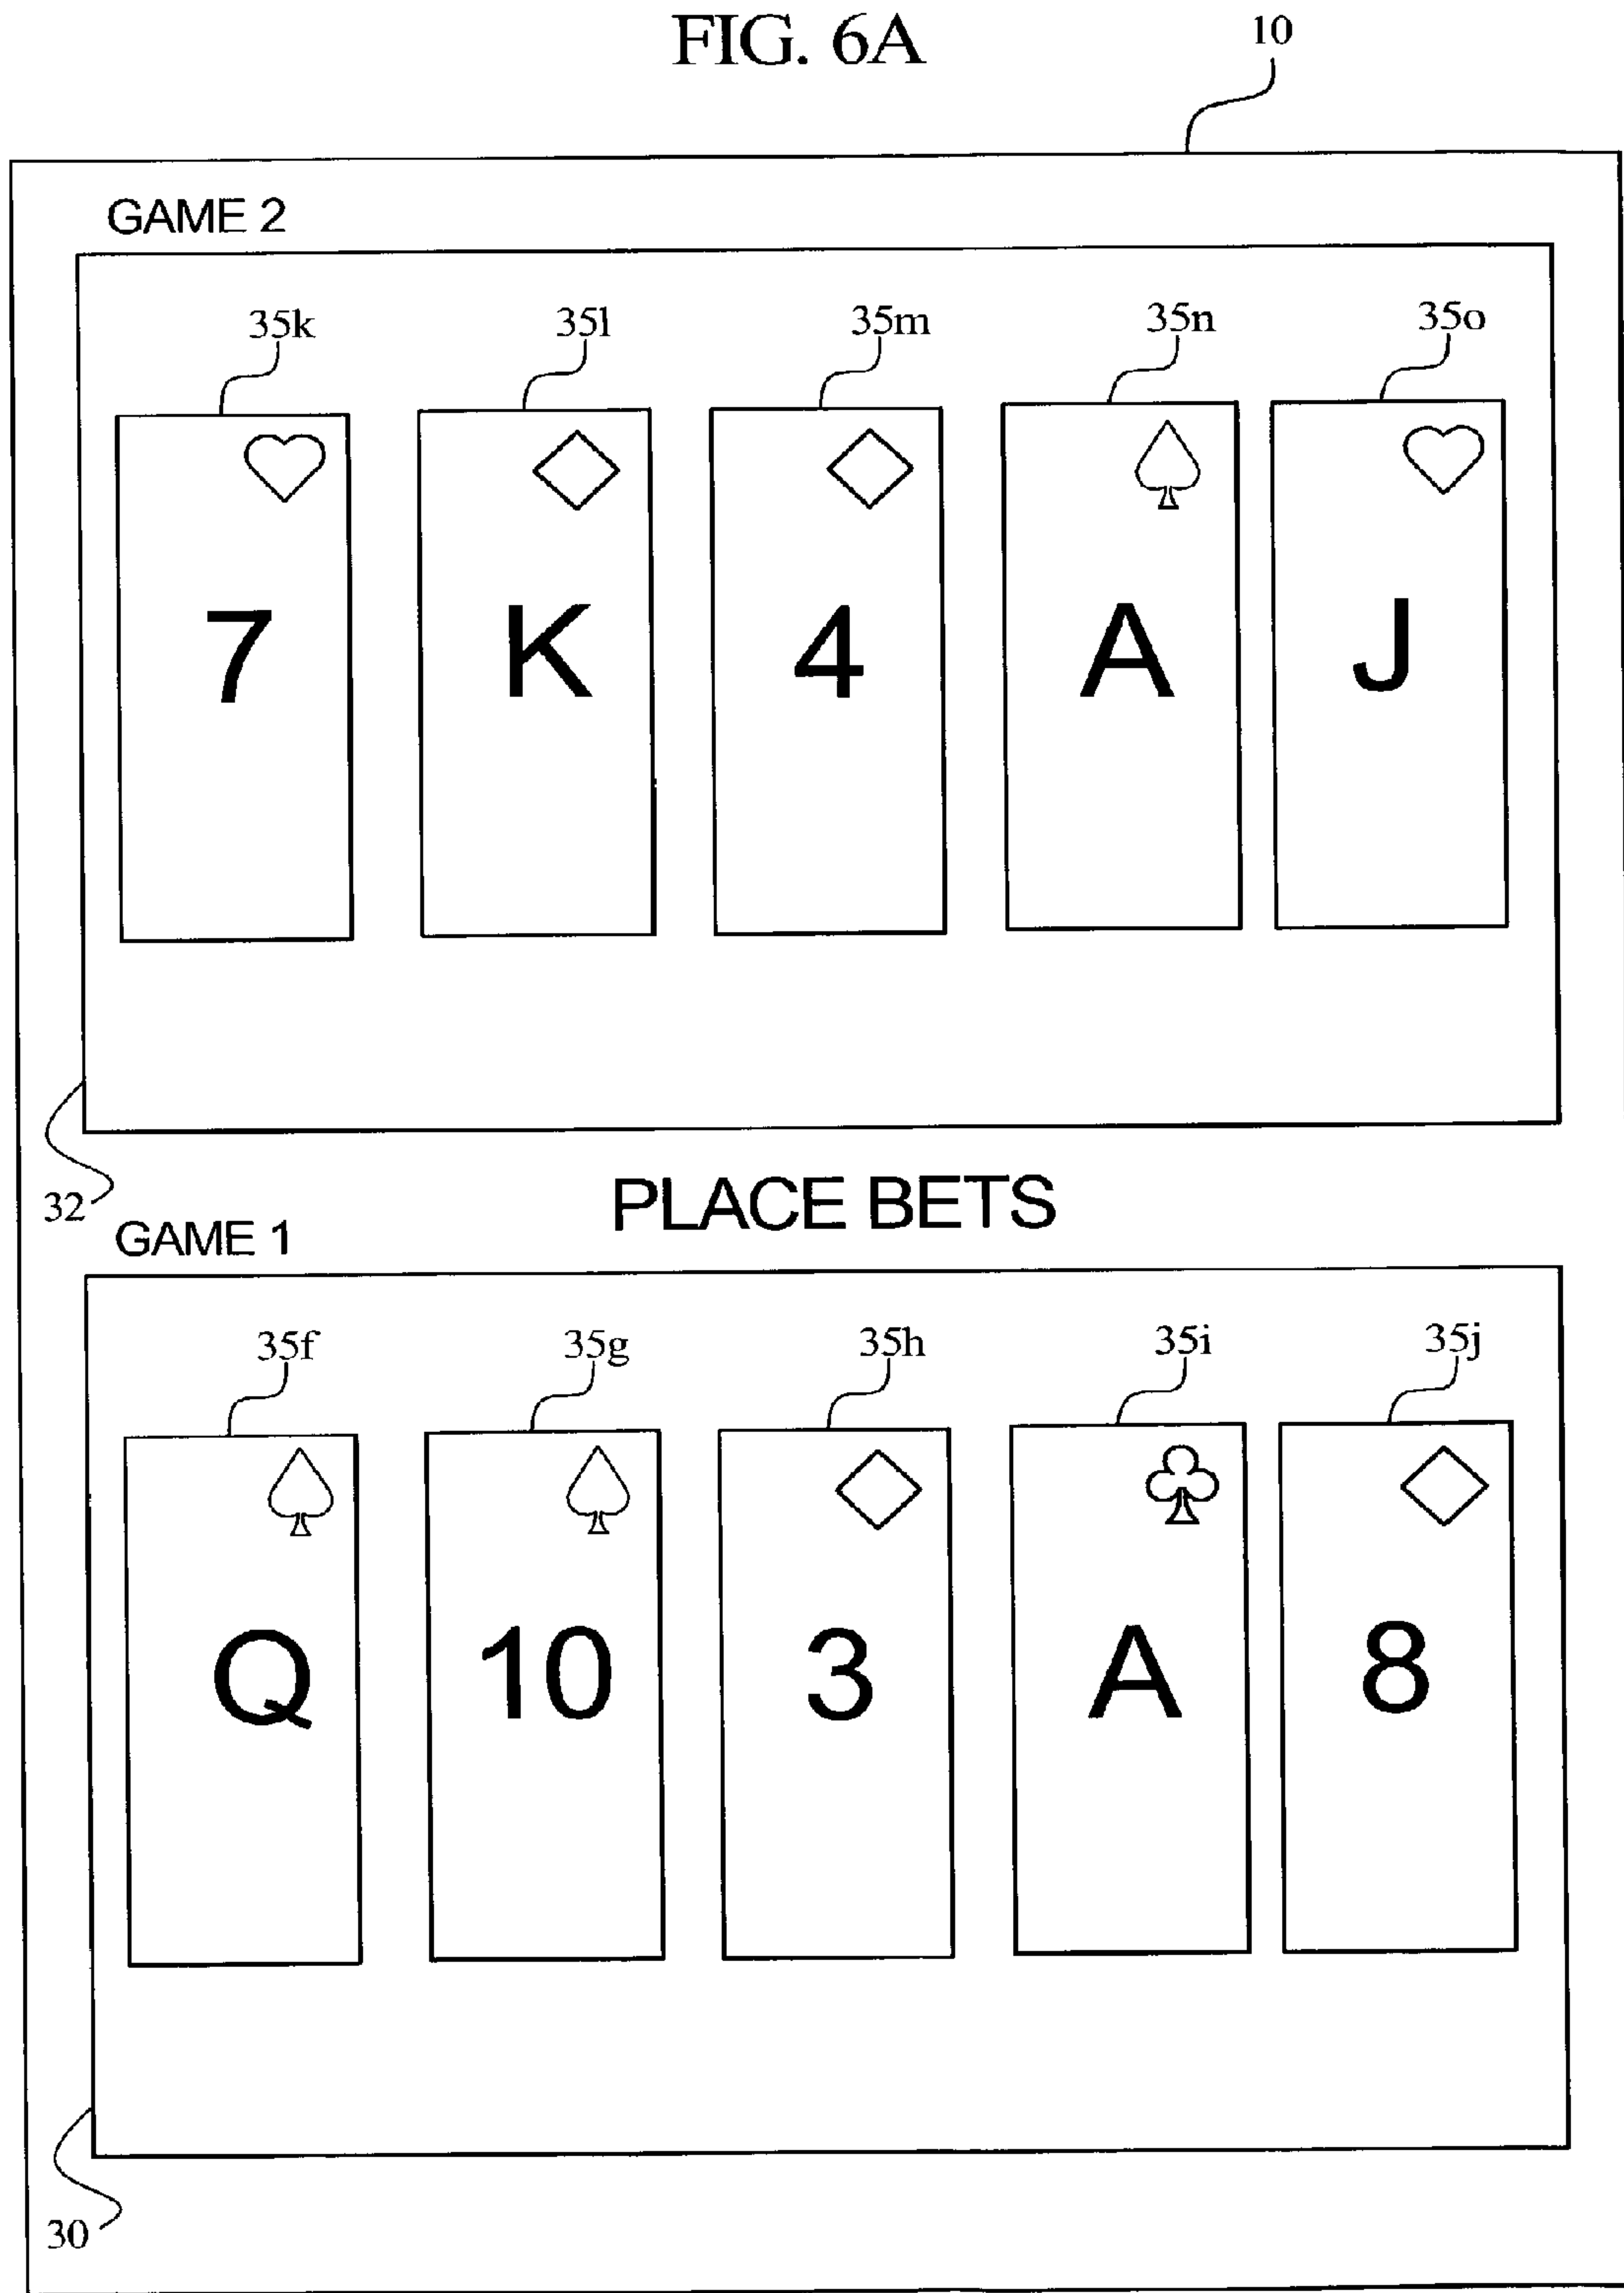 FIG. 6A
10
GAME 2
35k 35l 35m 35n 35o
7 K 4 A J
32
PLACE BETS
GAME 1
35f 35g 35h 35i 35j
Q 10 3 A 8
30